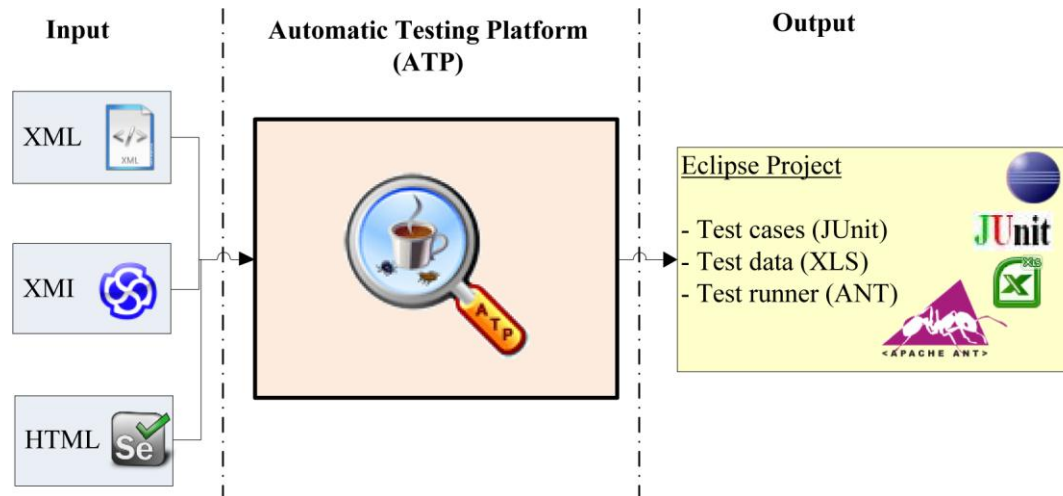 Input
Automatic Testing Platform
(ATP)
Output
XML
</>
XML
XMI
HTML
Se
ATP
Eclipse Project
- Test cases (JUnit)
- Test data (XLS)
- Test runner (ANT)
JUnit
XLS
X
<APACHE ANT>